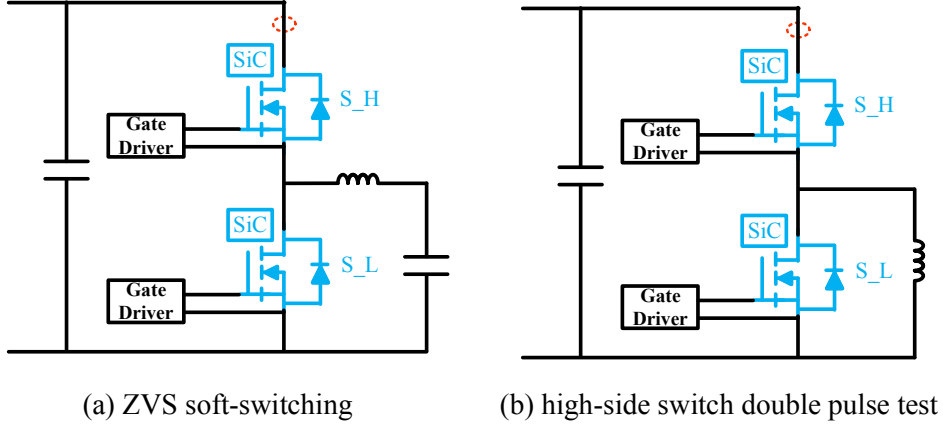 SiC
S_H
Gate
Driver
SiC
S_L
Gate
Driver
(a) ZVS soft-switching
SiC
S_H
Gate
Driver
SiC
S_L
Gate
Driver
(b) high-side switch double pulse test